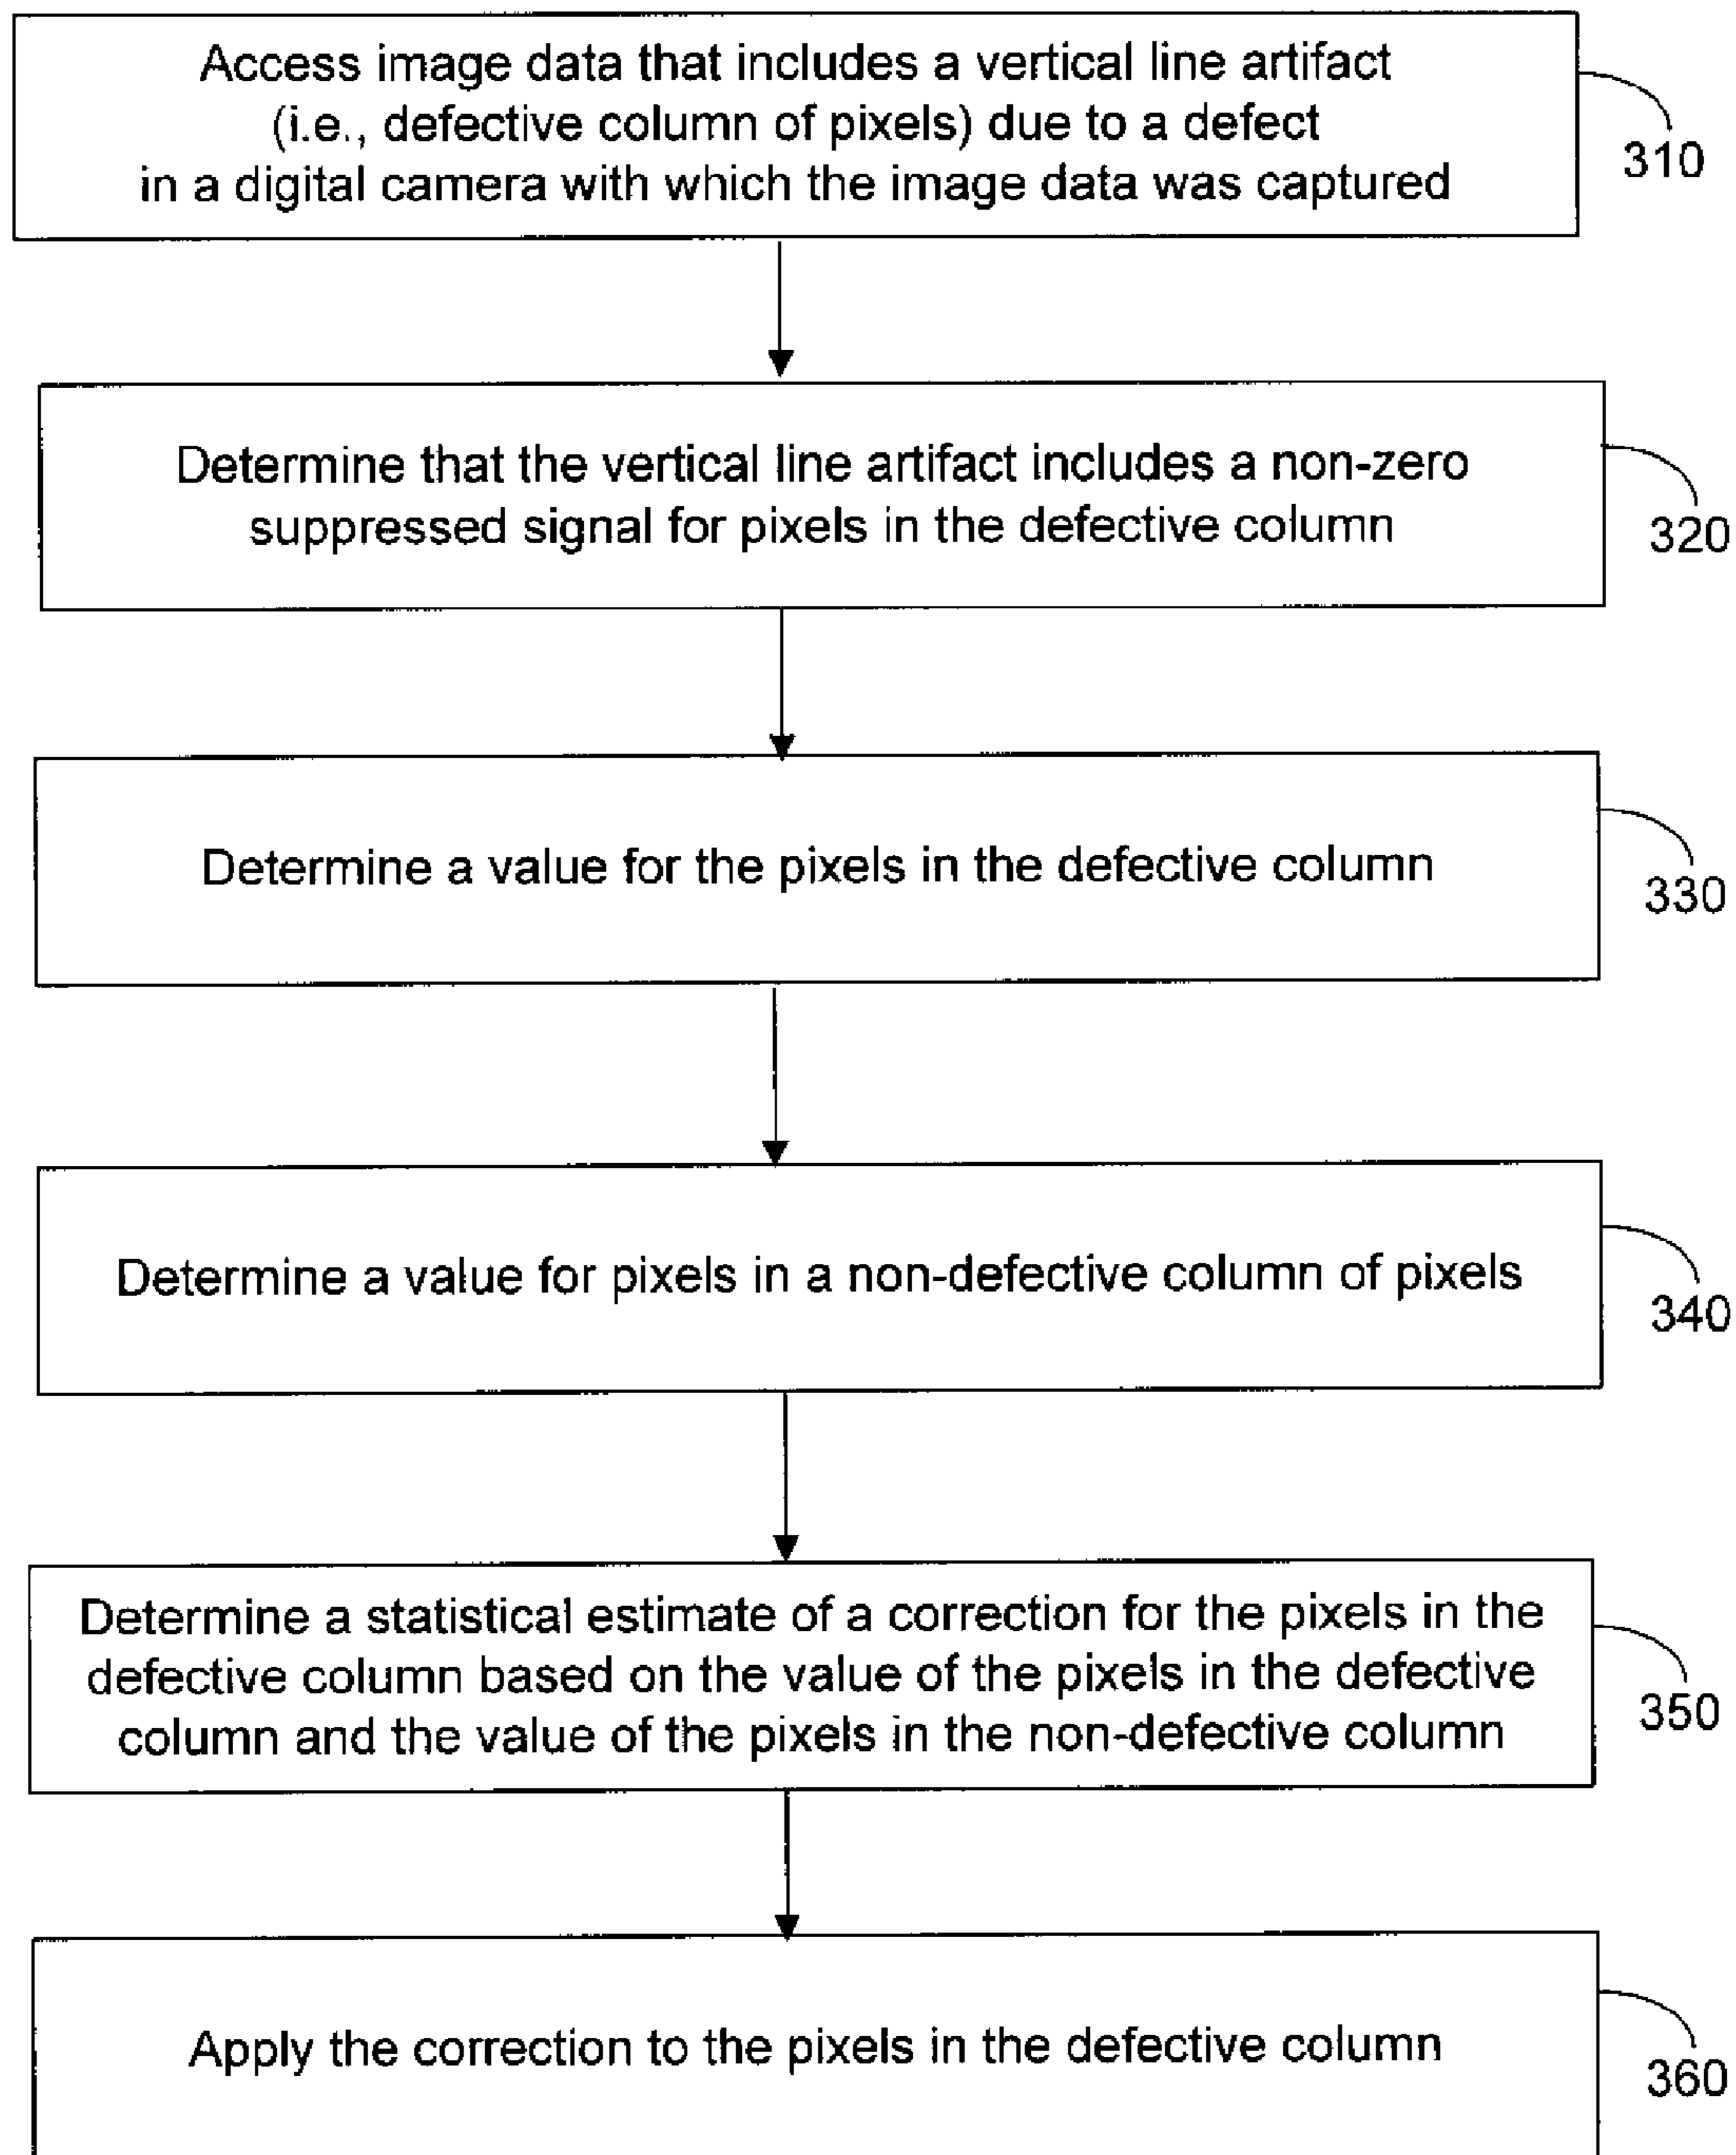 Access image data that includes a vertical line artifact
(i.e., defective column of pixels) due to a defect
in a digital camera with which the image data was captured
310
Determine that the vertical line artifact includes a non-zero
suppressed signal for pixels in the defective column
320
Determine a value for the pixels in the defective column
330
Determine a value for pixels in a non-defective column of pixels
340
Determine a statistical estimate of a correction for the pixels in the
defective column based on the value of the pixels in the defective
column and the value of the pixels in the non-defective column
350
Apply the correction to the pixels in the defective column
360